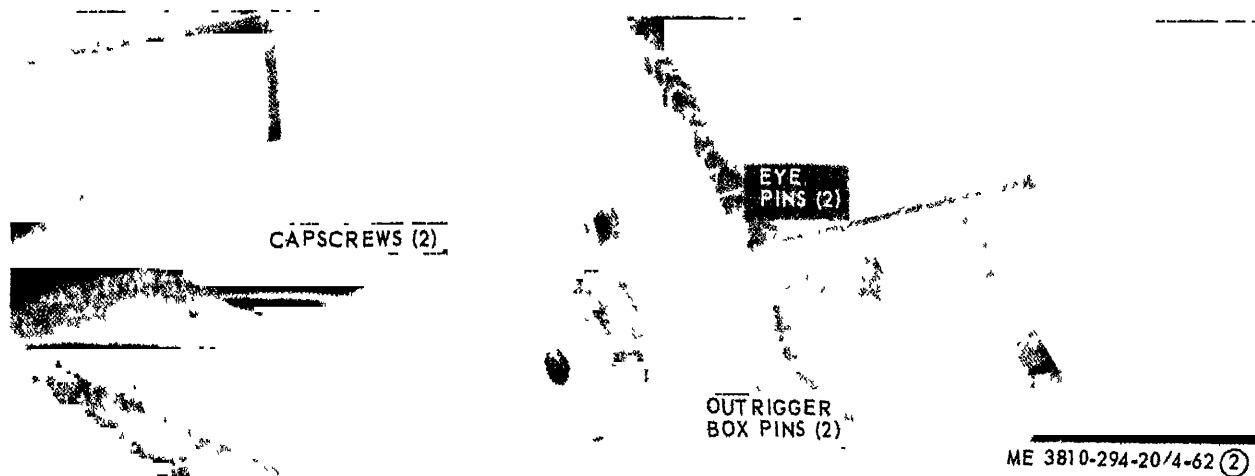 CAPSCREWS (2)
EYE
PINS (2)
OUTRIGGER
BOX PINS (2)
ME 3810-294-20/4-62 2